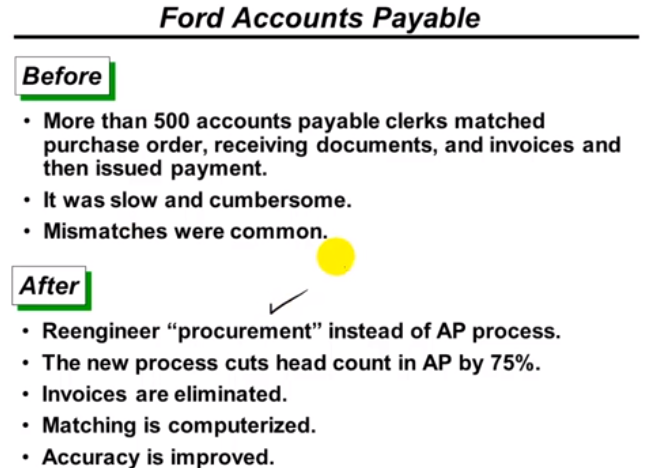 Ford Accounts Payable
Before
• More than 500 accounts payable clerks matched
purchase order, receiving documents, and invoices and
then issued payment.
• It was slow and cumbersome.
• Mismatches were common.
After
• Reengineer “procurement” instead of AP process.
• The new process cuts head count in AP by 75%.
• Invoices are eliminated.
• Matching is computerized.
• Accuracy is improved.